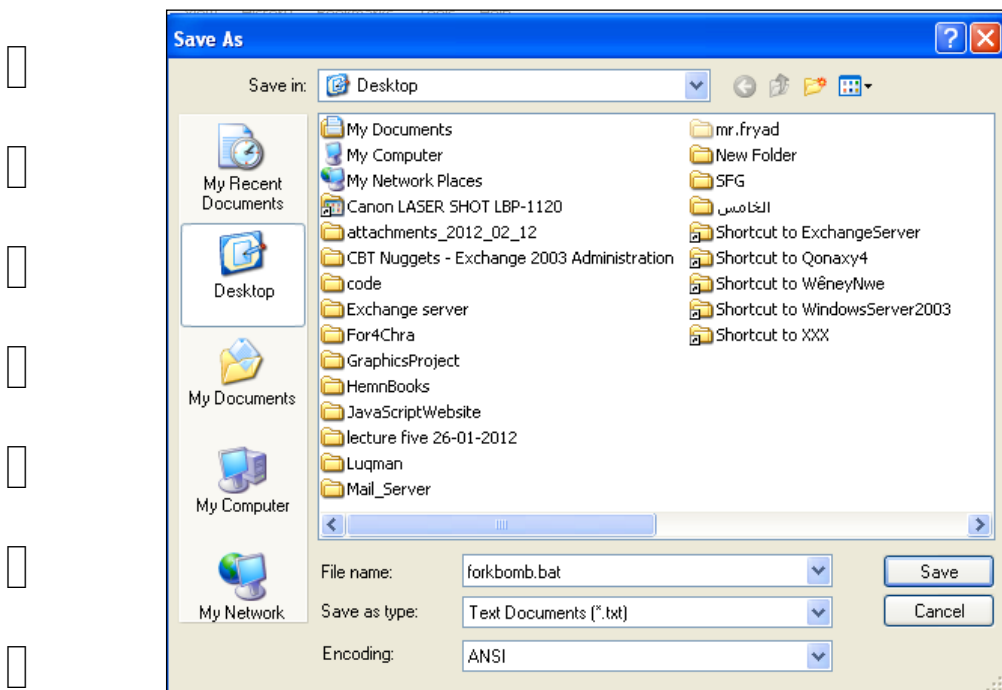 Save As
Save in:
Desktop
My Recent
Documents
Desktop
My Documents
My Computer
My Network
My Documents
My Computer
My Network Places
Canon LASER SHOT LBP-1120
attachments_2012_02_12
CBT Nuggets - Exchange 2003 Administration
code
Exchange server
For4Chra
GraphicsProject
HemnBooks
JavaScriptWebsite
lecture five 26-01-2012
Luqman
Mail_Server
mr.fryad
New Folder
SFG
الخامس
Shortcut to ExchangeServer
Shortcut to Qonaxy4
Shortcut to WêneyNwe
Shortcut to WindowsServer2003
Shortcut to XXX
File name:
forkbomb.bat
Save
Save as type:
Text Documents (*.txt)
Cancel
Encoding:
ANSI